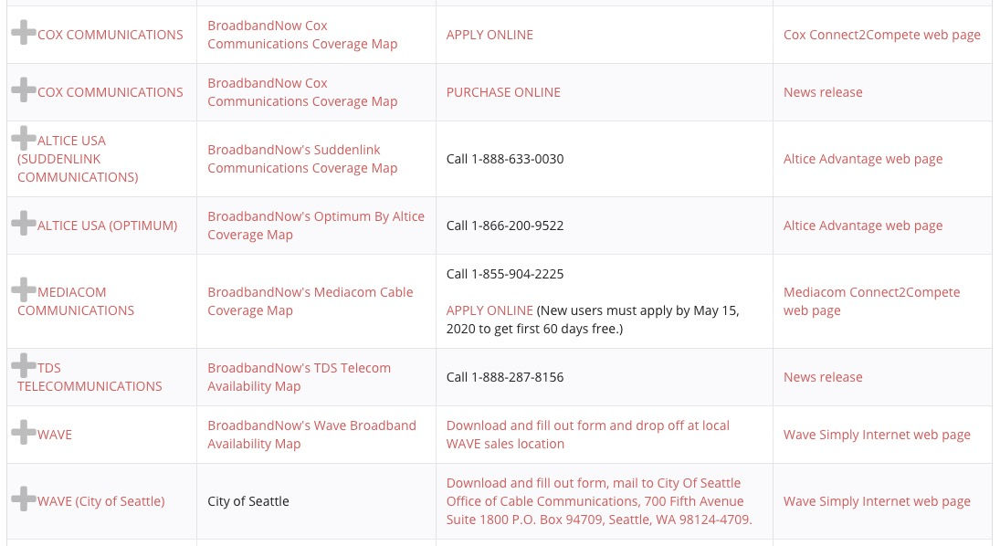 COX COMMUNICATIONS
BroadbandNow Cox
Communications Coverage Map
APPLY ONLINE
Cox Connect2Compete web page
COX COMMUNICATIONS
BroadbandNow Cox
Communications Coverage Map
PURCHASE ONLINE
News release
ALTICE USA
(SUDDENLINK
COMMUNICATIONS)
BroadbandNow's Suddenlink
Communications Coverage Map
Call 1-888-633-0030
Altice Advantage web page
ALTICE USA (OPTIMUM)
BroadbandNow's Optimum By Altice
Coverage Map
Call 1-866-200-9522
Altice Advantage web page
MEDIACOM
COMMUNICATIONS
BroadbandNow's Mediacom Cable
Coverage Map
Call 1-855-904-2225
APPLY ONLINE (New users must apply by May 15,
2020 to get first 60 days free.)
Mediacom Connect2Compete
web page
TDS
TELECOMMUNICATIONS
BroadbandNow's TDS Telecom
Availability Map
Call 1-888-287-8156
News release
WAVE
BroadbandNow's Wave Broadband
Availability Map
Download and fill out form and drop off at local
WAVE sales location
Wave Simply Internet web page
WAVE (City of Seattle)
City of Seattle
Download and fill out form, mail to City Of Seattle
Office of Cable Communications, 700 Fifth Avenue
Suite 1800 P.O. Box 94709, Seattle, WA 98124-4709.
Wave Simply Internet web page